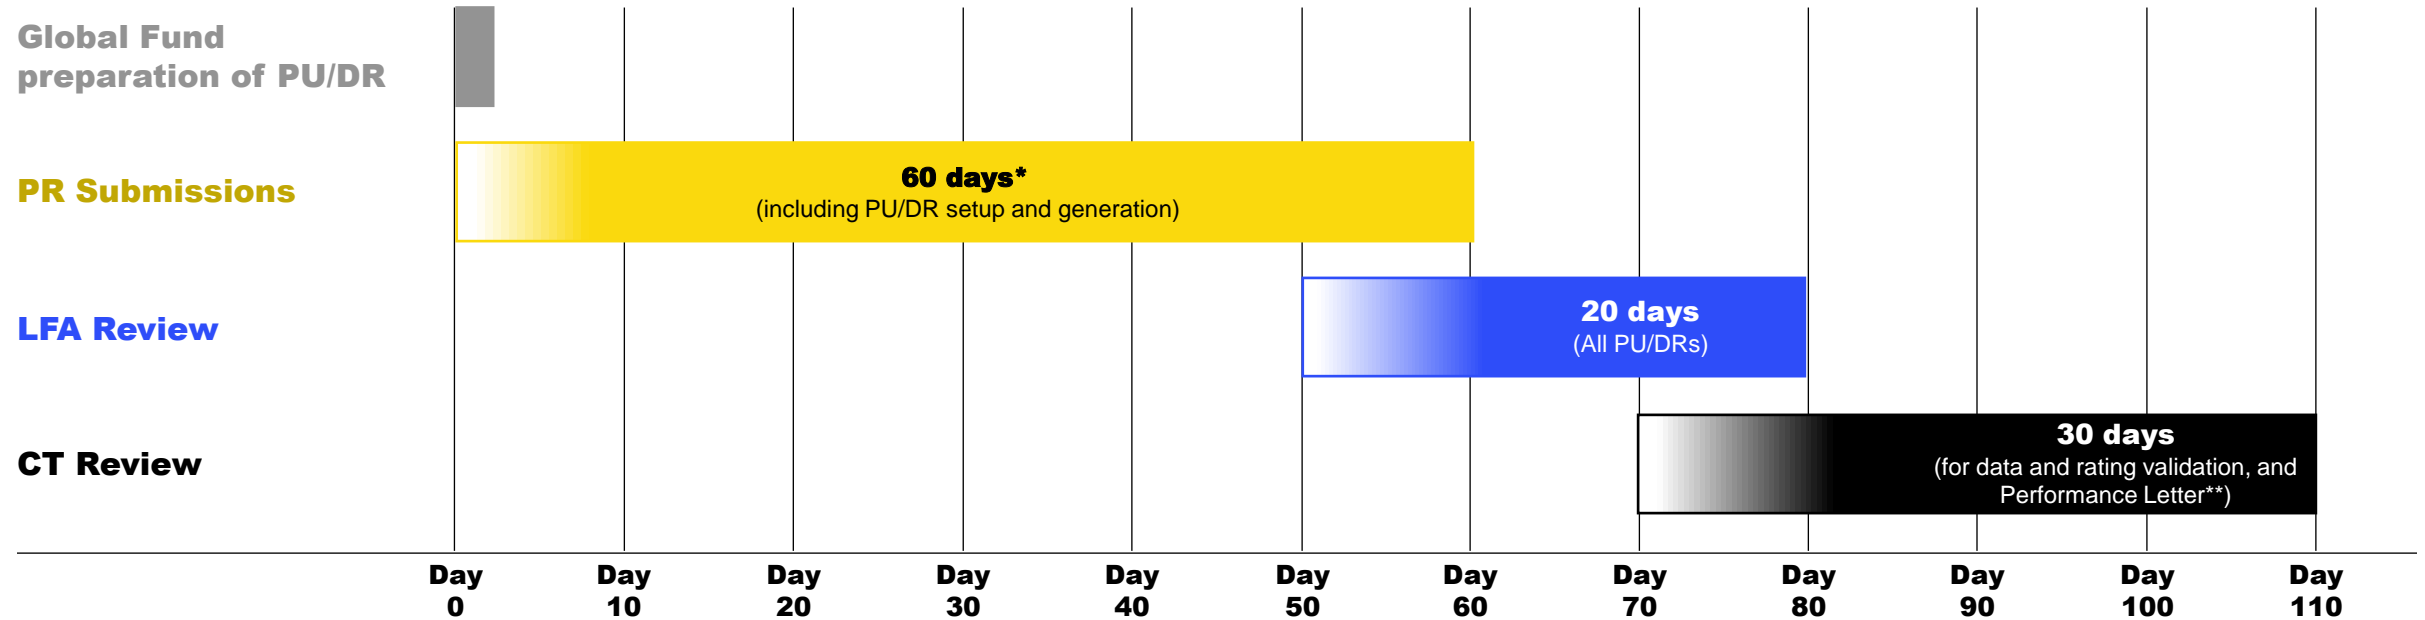 Global Fund
preparation of PU/DR
PR Submissions
60 days*
(including PU/DR setup and generation)
LFA Review
20 days
(All PU/DRs)
CT Review
30 days
(for data and rating validation, and
Performance Letter**)
Day Day Day Day Day Day Day Day Day Day Day Day
0 10 20 30 40 50 60 70 80 90 100 110